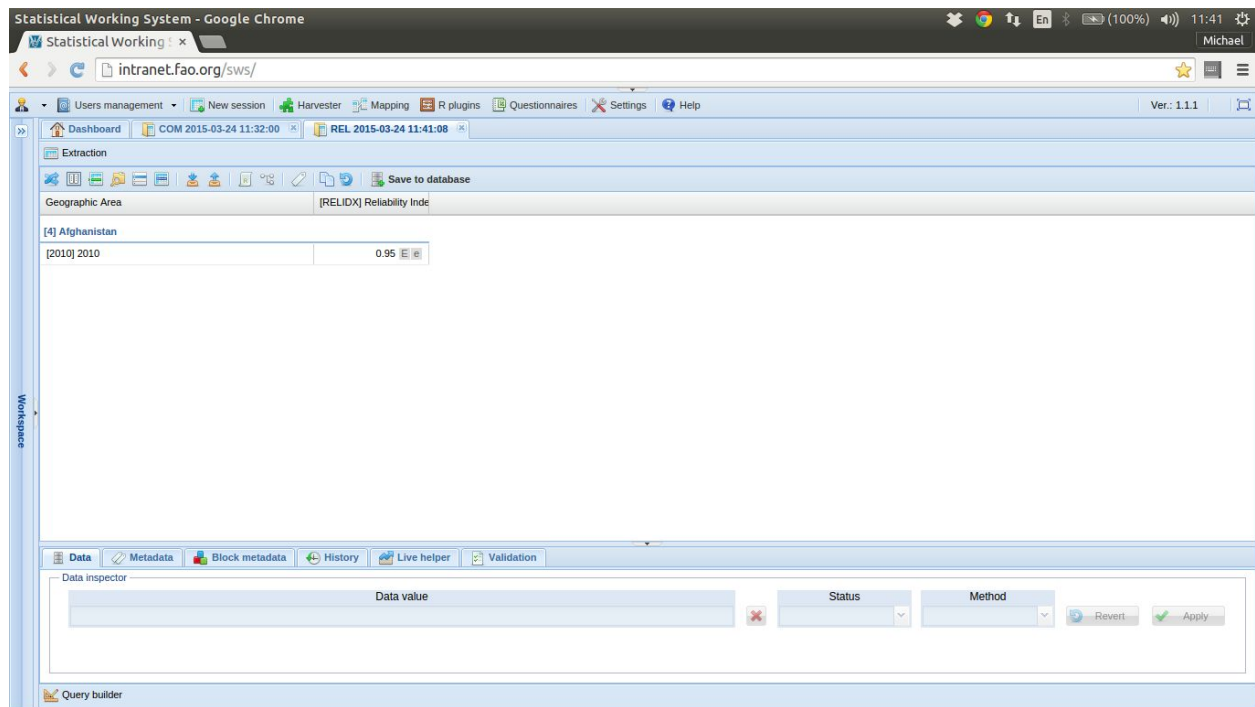 Statistical Working System - Google Chrome En (100%) 11:41
Statistical Working S × Michael
intranet.fao.org/sws/
Users management New session Harvester Mapping R plugins Questionnaires Settings Help Ver.: 1.1.1
Dashboard COM 2015-03-24 11:32:00 REL 2015-03-24 11:41:08
Extraction
Save to database
Geographic Area [RELIDX] Reliability Inde
[4] Afghanistan
[2010] 2010 0.95 E e
Workspace
Data Metadata Block metadata History Live helper Validation
Data inspector
Data value Status Method
Revert Apply
Query builder